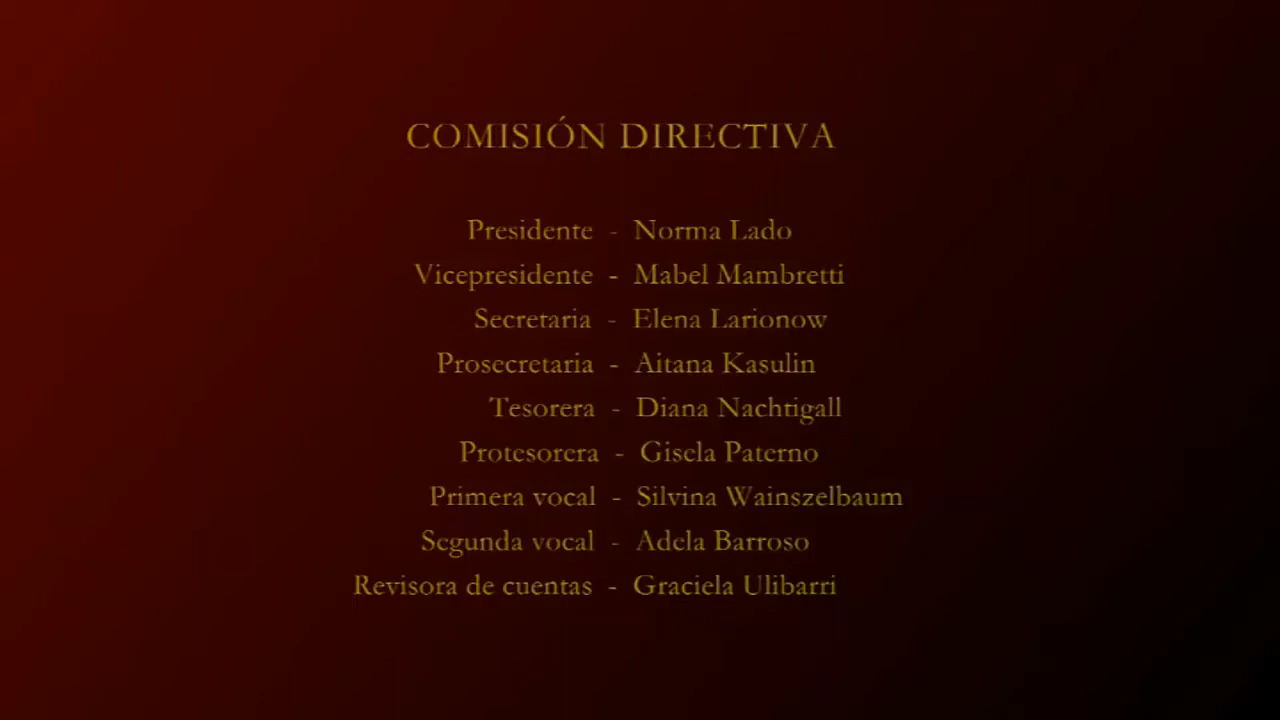 COMISIÓN DIRECTIVA
Presidente - Norma Lado
Vicepresidente - Mabel Mambretti
Secretaria - Elena Larionow
Prosecretaria - Aitana Kasulin
Tesorera - Diana Nachtigall
Protesorera - Gisela Paterno
Primera vocal - Silvina Wainszelbaum
Segunda vocal - Adela Barroso
Revisora de cuentas - Graciela Ulibarri